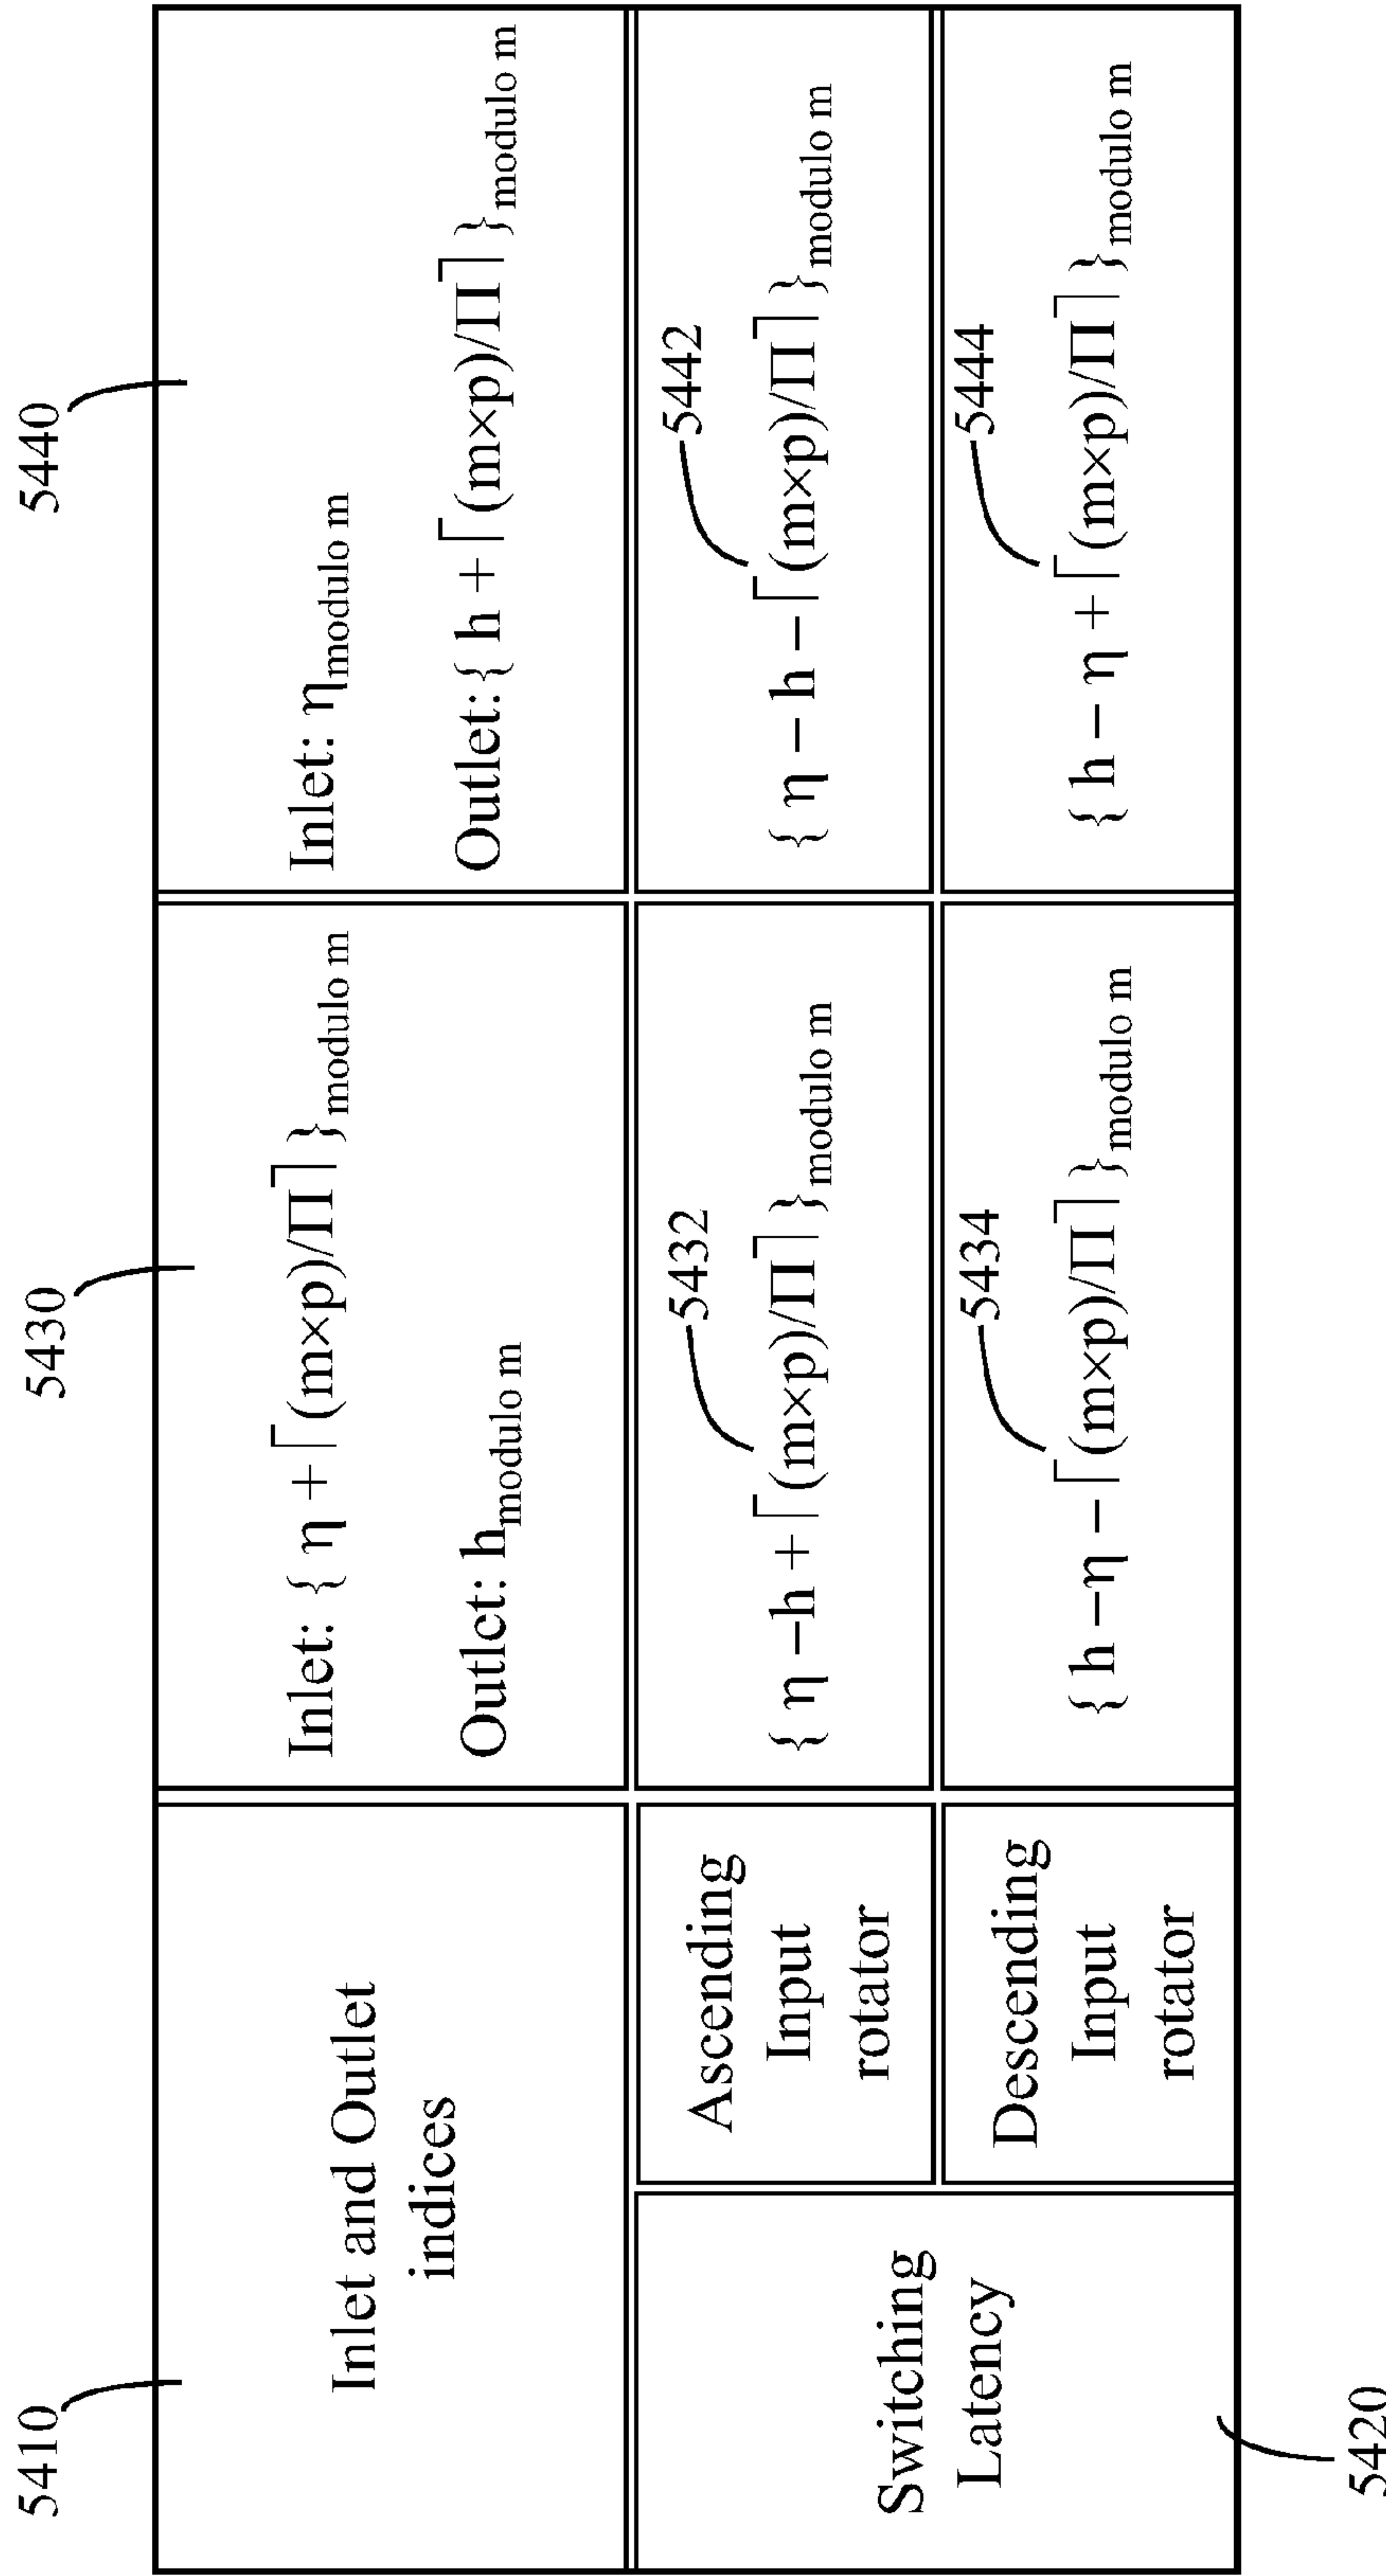 5410
5430
5440
Inlet and Outlet
indices
Inlet: { η + ⌈(m×p)/Π⌉ }modulo m
Outlet: hmodulo m
Inlet: ηmodulo m
Outlet:{ h + ⌈(m×p)/Π⌉ }modulo m
Switching
Latency
5420
Ascending
Input
rotator
5432
{ η −h + ⌈(m×p)/Π⌉ }modulo m
5442
{ η − h − ⌈(m×p)/Π⌉ }modulo m
Descending
Input
rotator
5434
{ h −η − ⌈(m×p)/Π⌉ }modulo m
5444
{ h − η + ⌈(m×p)/Π⌉ }modulo m